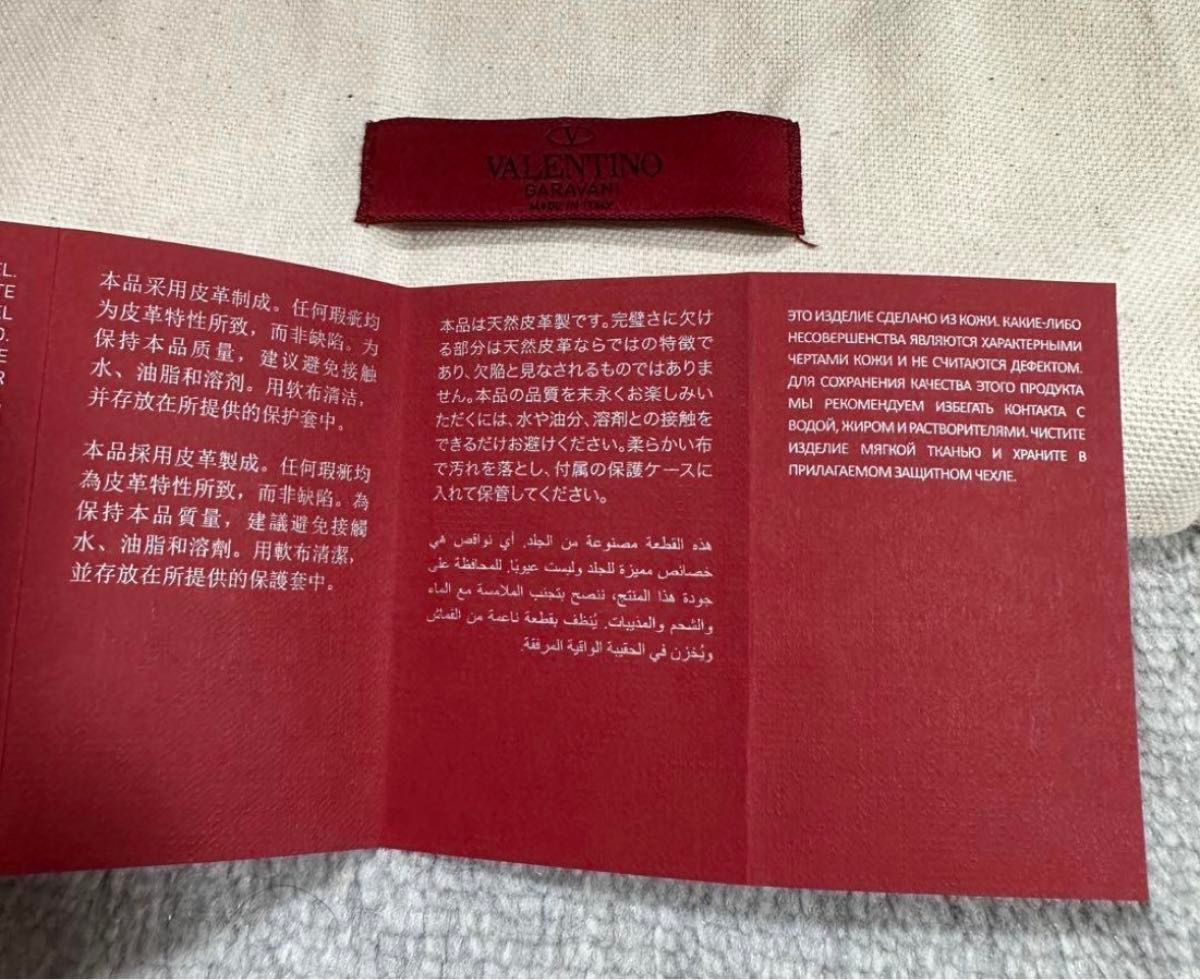 V
VALENTINO
GARAVANI
MADE IN ITALY
EL.
TE
EL
O.
E
R
本品采用皮革制成。任何瑕疵均
为皮革特性所致，而非缺陷。为
保持本品质量，建议避免接触
水、油脂和溶剂。用软布清洁，
并存放在所提供的保护套中。
本品採用皮革製成。任何瑕疵均
為皮革特性所致，而非缺陷。為
保持本品質量，建議避免接觸
水、油脂和溶劑。用軟布清潔，
並存放在所提供的保護套中。
本品は天然皮革製です。完璧さに欠け
る部分は天然皮革ならではの特徴で
あり、欠陥と見なされるものではありま
せん。本品の品質を末永くお楽しみい
ただくには、水や油分、溶剤との接触を
できるだけお避けください。柔らかい布
で汚れを落とし、付属の保護ケースに
入れて保管してください。
هذه القطعة مصنوعة من الجلد. أي نواقص هي
خصائص مميزة للجلد وليست عيوبًا. للمحافظة على
جودة هذا المنتج، ننصح بتجنب الملامسة مع الماء
والشحم والمذيبات. يُنظف بقطعة ناعمة من القماش
ويُخزن في الحقيبة الواقية المرفقة.
ЭТО ИЗДЕЛИЕ СДЕЛАНО ИЗ КОЖИ. КАКИЕ-ЛИБО
НЕСОВЕРШЕНСТВА ЯВЛЯЮТСЯ ХАРАКТЕРНЫМИ
ЧЕРТАМИ КОЖИ И НЕ СЧИТАЮТСЯ ДЕФЕКТОМ.
ДЛЯ СОХРАНЕНИЯ КАЧЕСТВА ЭТОГО ПРОДУКТА
МЫ РЕКОМЕНДУЕМ ИЗБЕГАТЬ КОНТАКТА С
ВОДОЙ, ЖИРОМ И РАСТВОРИТЕЛЯМИ. ЧИСТИТЕ
ИЗДЕЛИЕ МЯГКОЙ ТКАНЬЮ И ХРАНИТЕ В
ПРИЛАГАЕМОМ ЗАЩИТНОМ ЧЕХЛЕ.